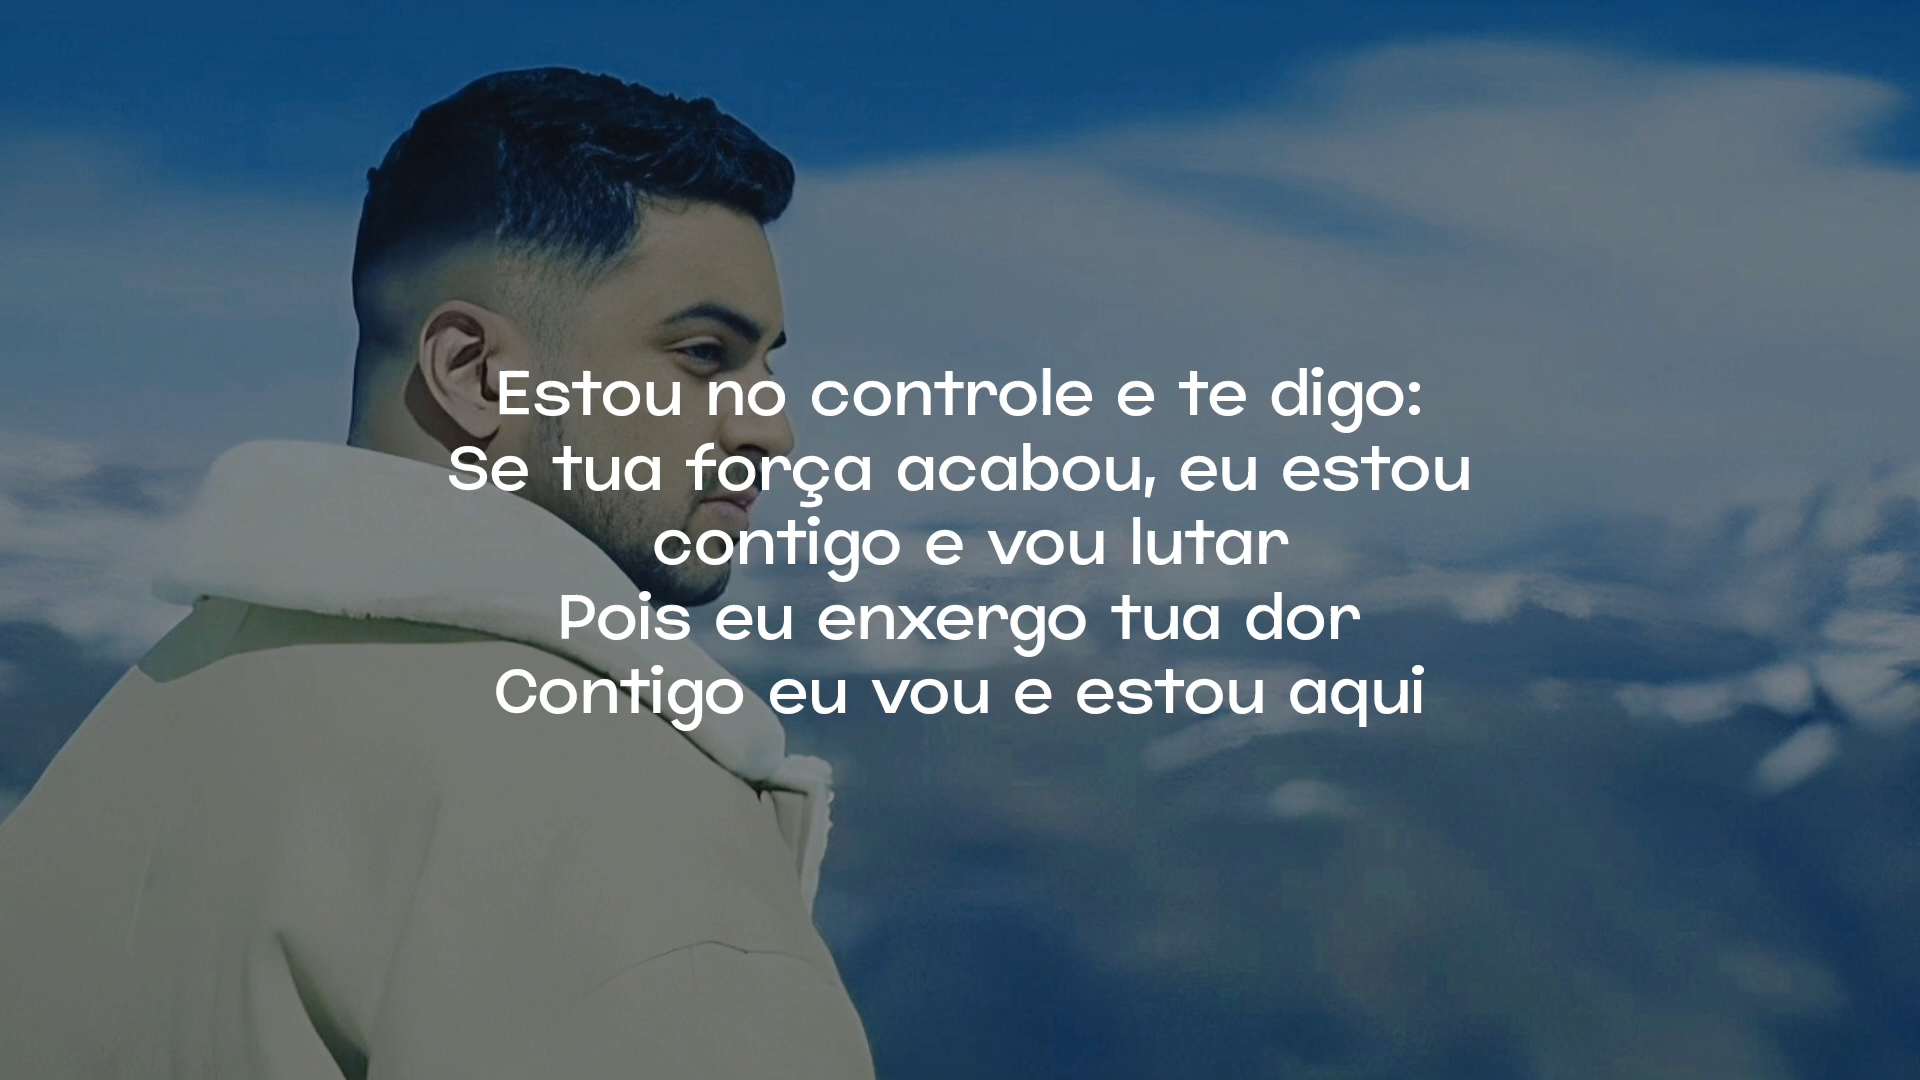 Estou no controle e te digo:
Se tua força acabou, eu estou
contigo e vou lutar
Pois eu enxergo tua dor
Contigo eu vou e estou aqui